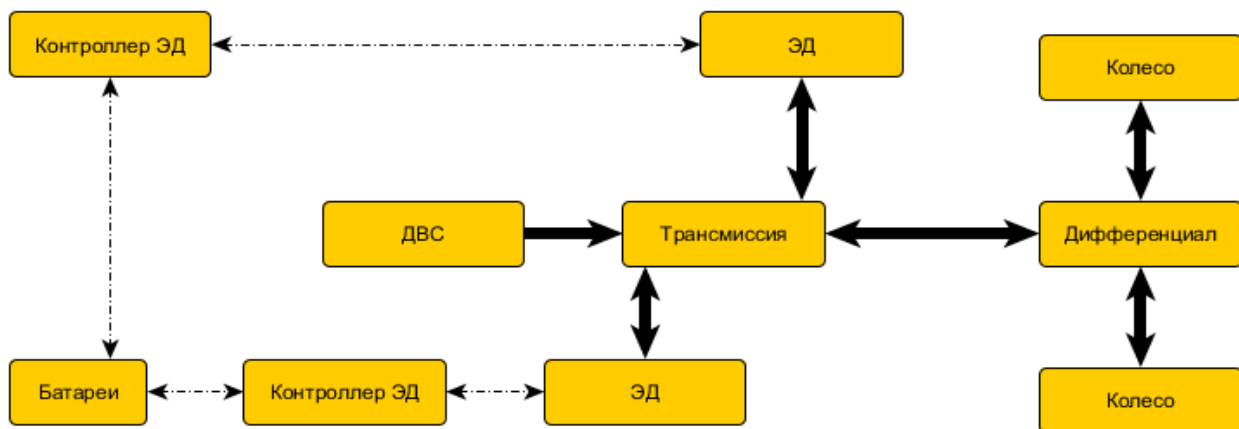 Контроллер ЭД
ЭД
Колесо
ДВС
Трансмиссия
Дифференциал
Батареи
Контроллер ЭД
ЭД
Колесо